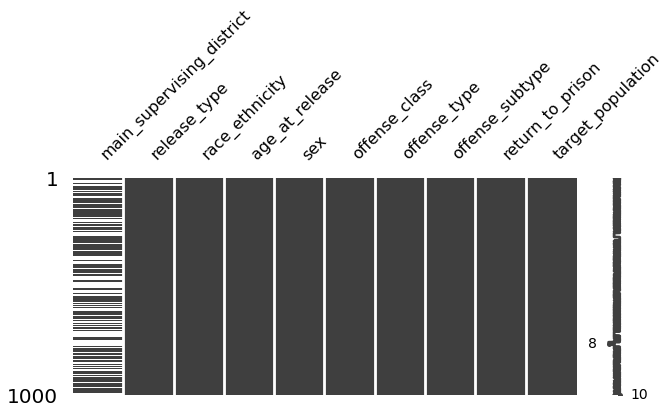 main_supervising_district
release_type
race_ethnicity
age_at_release
sex
offense_class
offense_type
offense_subtype
return_to_prison
target_population
1
8
1000
10